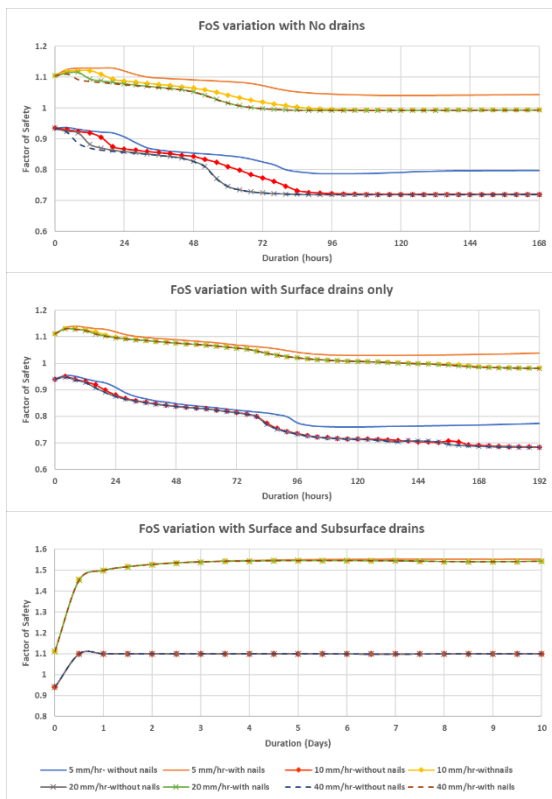 FoS variation with No drains
Factor of Safety
1.2
1.1
1
0.9
0.8
0.7
0.6
0 24 48 72 96 120 144 168
Duration (hours)
FoS variation with Surface drains only
Factor of Safety
1.2
1.1
1
0.9
0.8
0.7
0.6
0 24 48 72 96 120 144 168 192
Duration (hours)
FoS variation with Surface and Subsurface drains
Factor of Safety
1.6
1.5
1.4
1.3
1.2
1.1
1
0.9
0.8
0 1 2 3 4 5 6 7 8 9 10
Duration (Days)
5 mm/hr- without nails 5 mm/hr-with nails 10 mm/hr-without nails 10 mm/hr-withnails
20 mm/hr-without nails 20 mm/hr-with nails 40 mm/hr-without nails 40 mm/hr-with nails